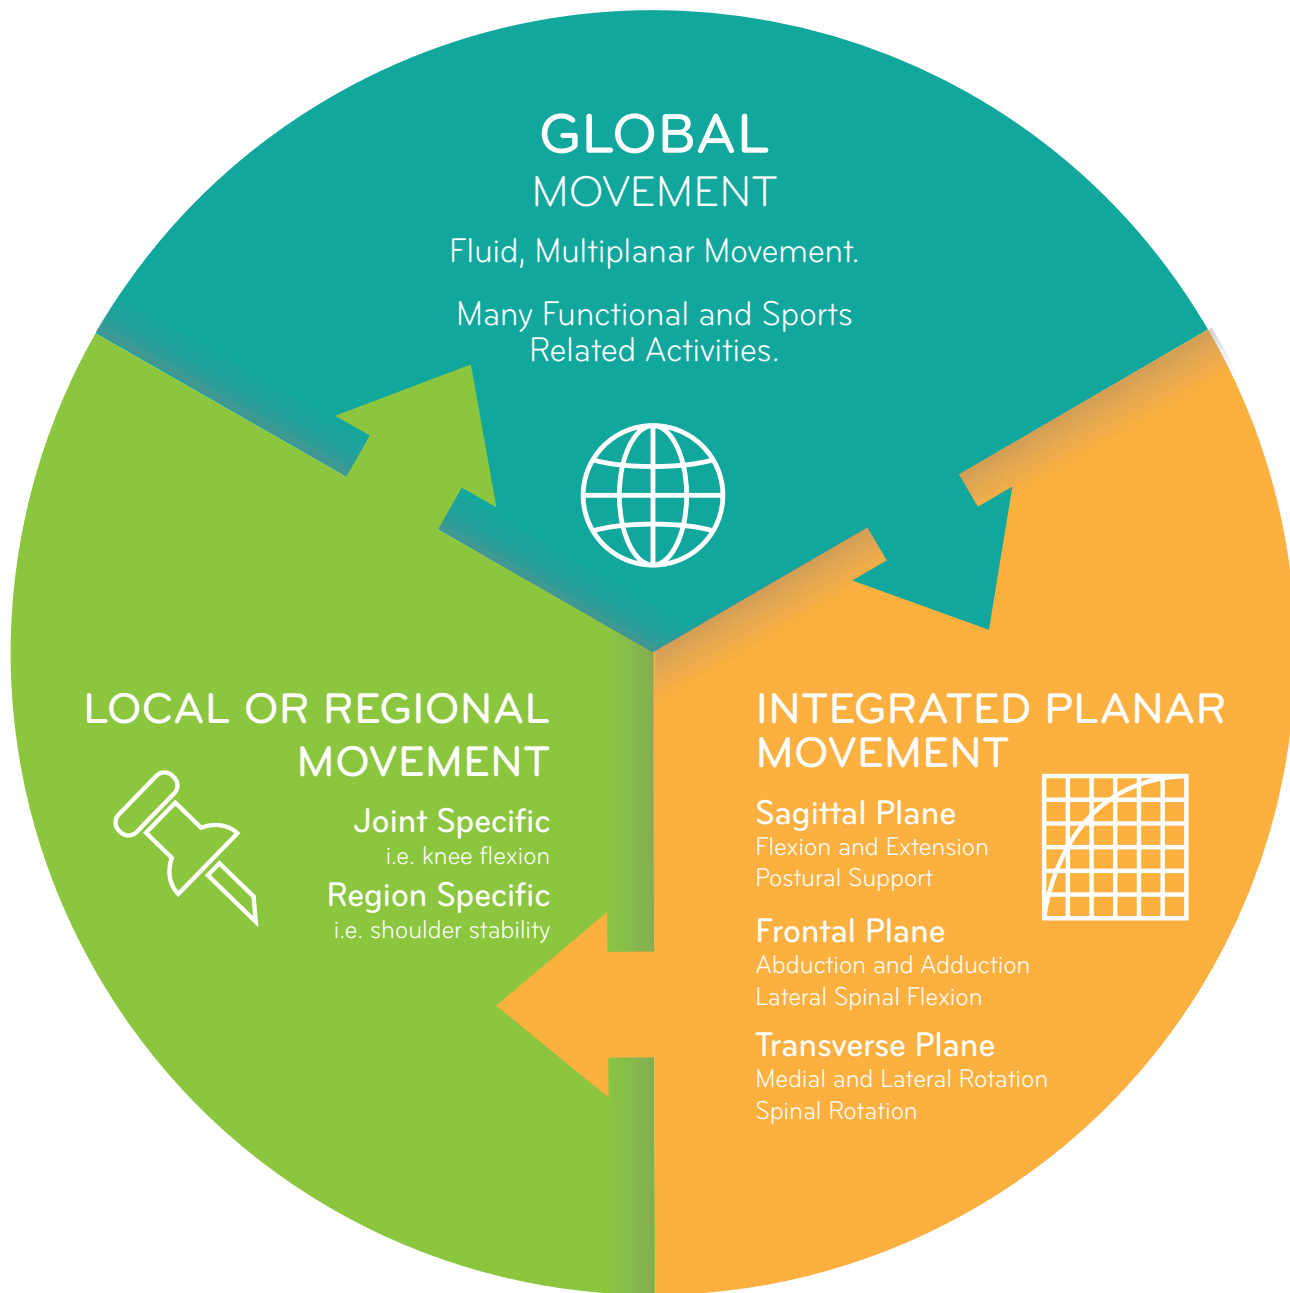 GLOBAL
MOVEMENT
Fluid, Multiplanar Movement.
Many Functional and Sports
Related Activities.
LOCAL OR REGIONAL
MOVEMENT
Joint Specific
i.e. knee flexion
Region Specific
i.e. shoulder stability
INTEGRATED PLANAR
MOVEMENT
Sagittal Plane
Flexion and Extension
Postural Support
Frontal Plane
Abduction and Adduction
Lateral Spinal Flexion
Transverse Plane
Medial and Lateral Rotation
Spinal Rotation